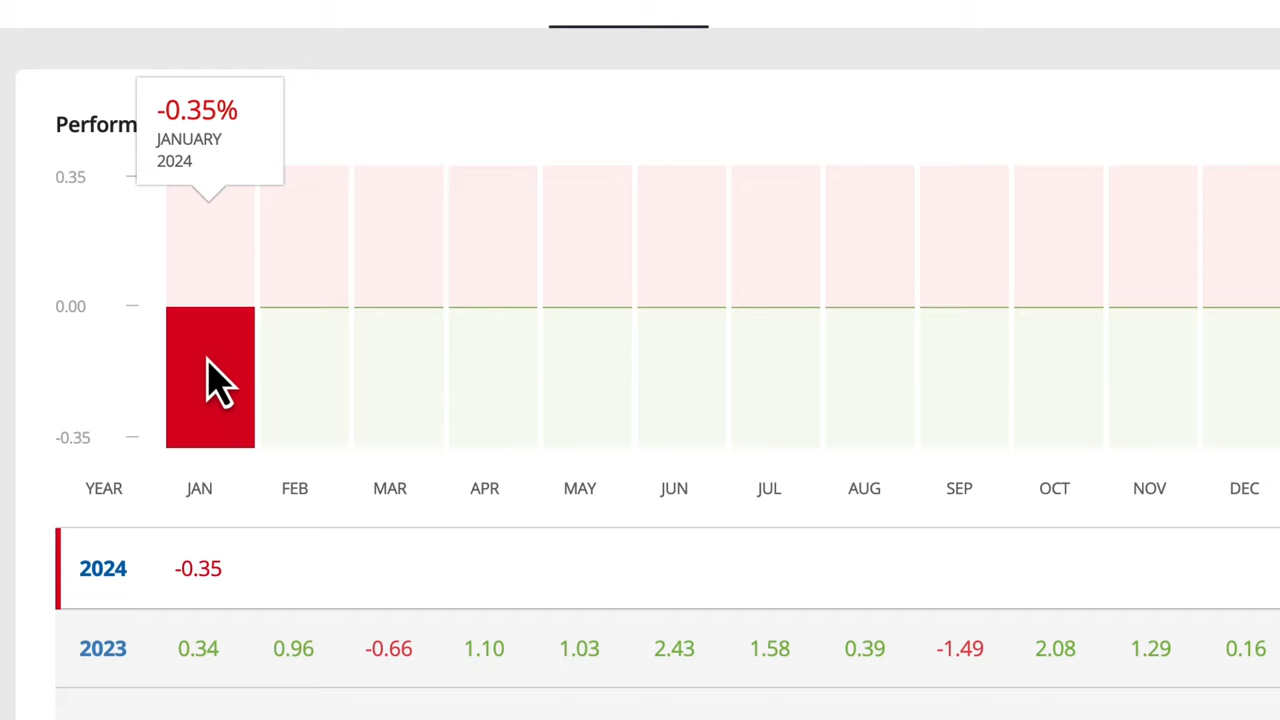 -0.35%
JANUARY
2024
Perform
0.35
0.00
-0.35
YEAR JAN FEB MAR APR MAY JUN JUL AUG SEP OCT NOV DEC
2024 -0.35
2023 0.34 0.96 -0.66 1.10 1.03 2.43 1.58 0.39 -1.49 2.08 1.29 0.16